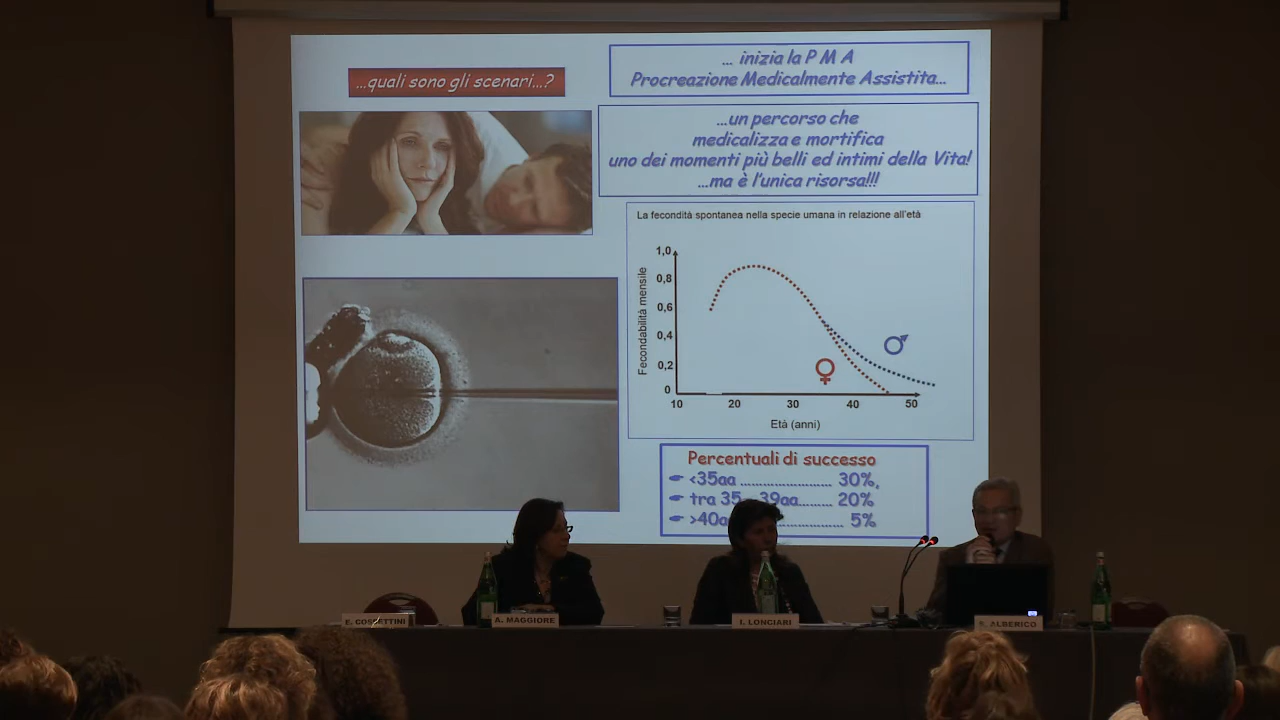 ...quali sono gli scenari...?
... inizia la P M A
Procreazione Medicalmente Assistita...
...un percorso che
medicalizza e mortifica
uno dei momenti più belli ed intimi della Vita!
...ma è l'unica risorsa!!!
La fecondità spontanea nella specie umana in relazione all'età
Fecondabilità mensile
1,0
0,8
0,6
0,4
0,2
0
10 20 30 40 50
Età (anni)
Percentuali di successo
<35aa ........................ 30%,
tra 35 - 39aa......... 20%
>40a ................ 5%
E. COSSETTINI
A. MAGGIORE
I. LONCIARI
S. ALBERICO